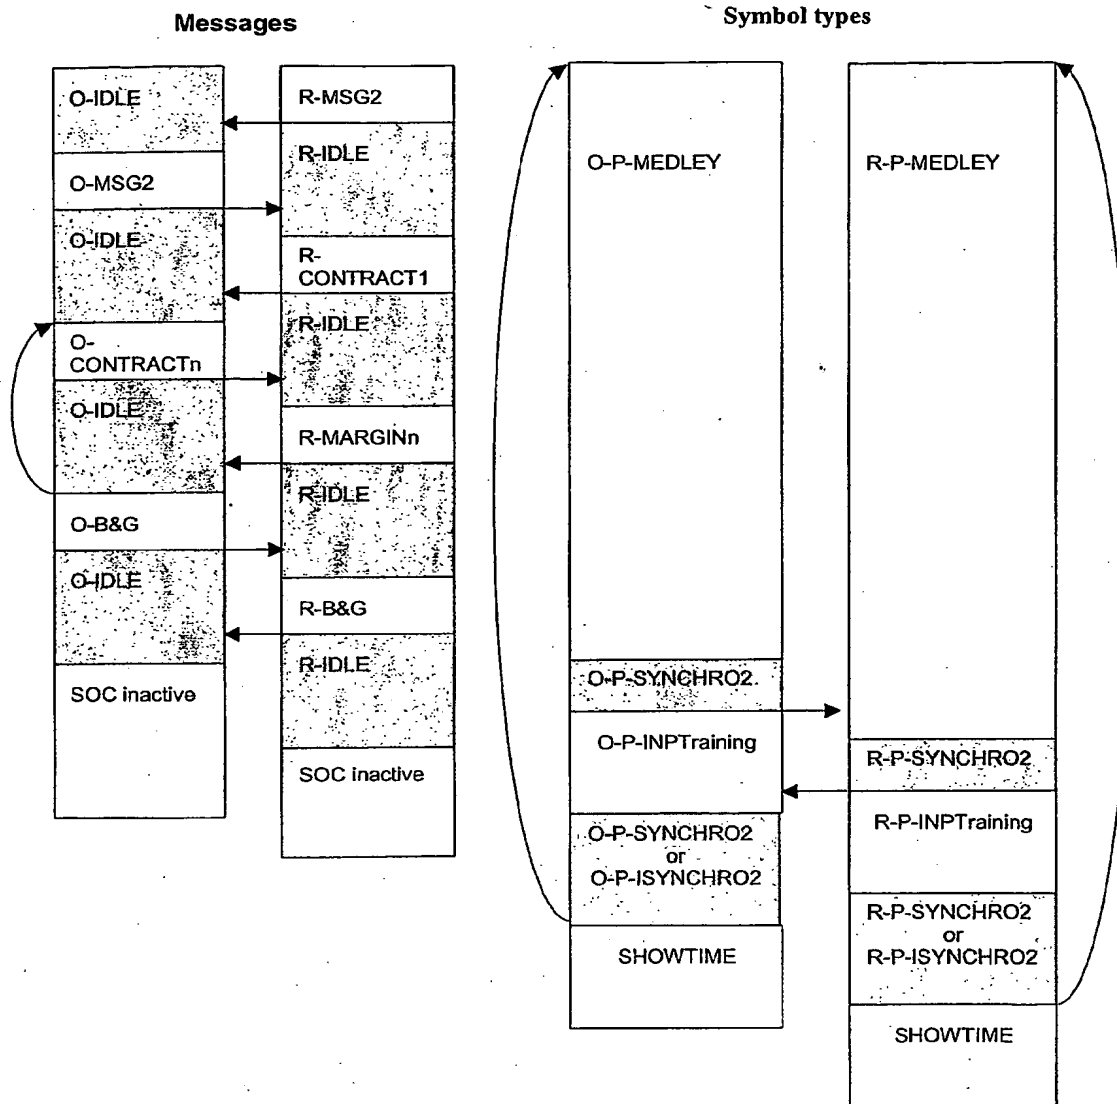 Messages
O-IDLE
O-MSG2
O-IDLE
O-
CONTRACTn
O-IDLE
O-B&G
O-IDLE
SOC inactive
R-MSG2
R-IDLE
R-
CONTRACT1
R-IDLE
R-MARGINn
R-IDLE
R-B&G
R-IDLE
SOC inactive
Symbol types
O-P-MEDLEY
O-P-SYNCHRO2
O-P-INPTraining
O-P-SYNCHRO2
or
O-P-ISYNCHRO2
SHOWTIME
R-P-MEDLEY
R-P-SYNCHRO2
R-P-INPTraining
R-P-SYNCHRO2
or
R-P-ISYNCHRO2
SHOWTIME